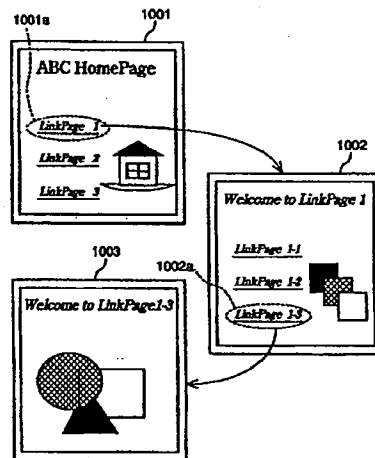 1001a
1001
ABC HomePage
LinkPage 1
LinkPage 2
LinkPage 3
1002
Welcome to LinkPage 1
LinkPage 1-1
LinkPage 1-2
LinkPage 1-3
1002a
1003
Welcome to LinkPage1-3